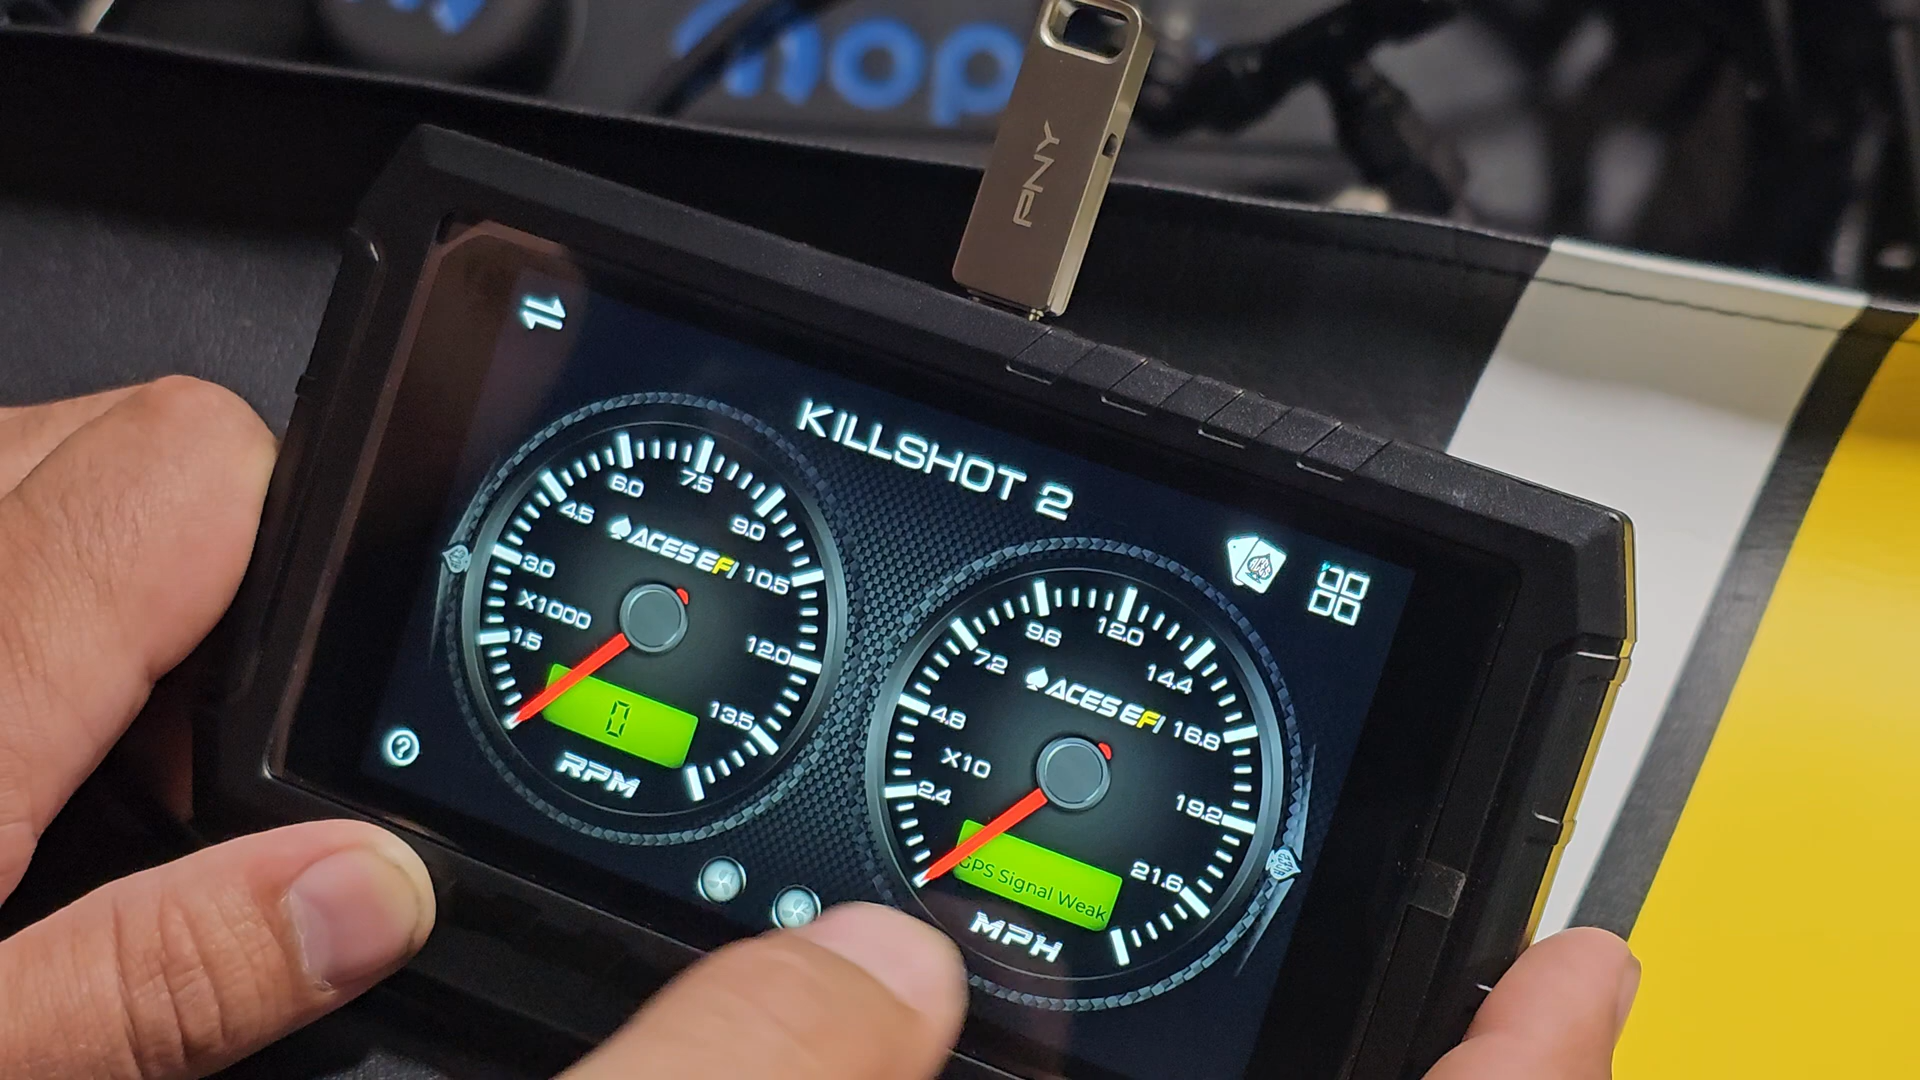 PNY
KILLSHOT 2
1.5
3.0
4.5
6.0
7.5
9.0
10.5
12.0
13.5
ACES EFI
X1000
0
RPM
2.4
4.8
7.2
9.6
12.0
14.4
16.8
19.2
21.6
ACES EFI
X10
GPS Signal Weak
MPH
?